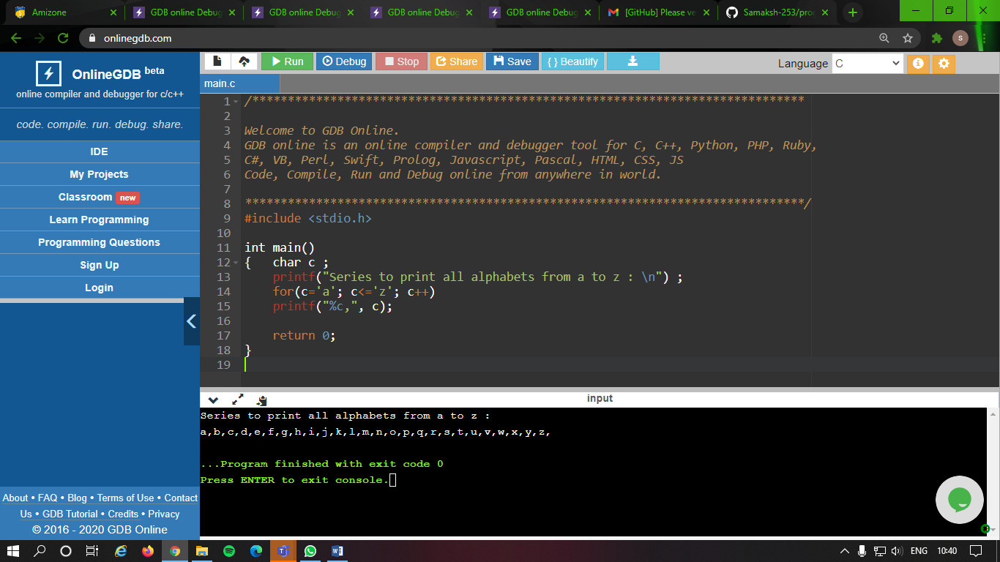 Amizone
GDB online Debug
GDB online Debug
GDB online Debug
GDB online Debug
[GitHub] Please ve
Samaksh-253/prog
onlinegdb.com
S
OnlineGDB beta
online compiler and debugger for c/c++
code. compile. run. debug. share.
IDE
My Projects
Classroom new
Learn Programming
Programming Questions
Sign Up
Login
About • FAQ • Blog • Terms of Use • Contact
Us • GDB Tutorial • Credits • Privacy
© 2016 - 2020 GDB Online
Run
Debug
Stop
Share
Save
{ } Beautify
Language C
main.c
1 /******************************************************************************
2
3 Welcome to GDB Online.
4 GDB online is an online compiler and debugger tool for C, C++, Python, PHP, Ruby,
5 C#, VB, Perl, Swift, Prolog, Javascript, Pascal, HTML, CSS, JS
6 Code, Compile, Run and Debug online from anywhere in world.
7
8 *******************************************************************************/
9 #include <stdio.h>
10
11 int main()
12 {   char c ;
13     printf("Series to print all alphabets from a to z : \n") ;
14     for(c='a'; c<='z'; c++)
15     printf("%c,", c);
16
17     return 0;
18 }
19
input
Series to print all alphabets from a to z :
a,b,c,d,e,f,g,h,i,j,k,l,m,n,o,p,q,r,s,t,u,v,w,x,y,z,
...Program finished with exit code 0
Press ENTER to exit console.
ENG
10:40